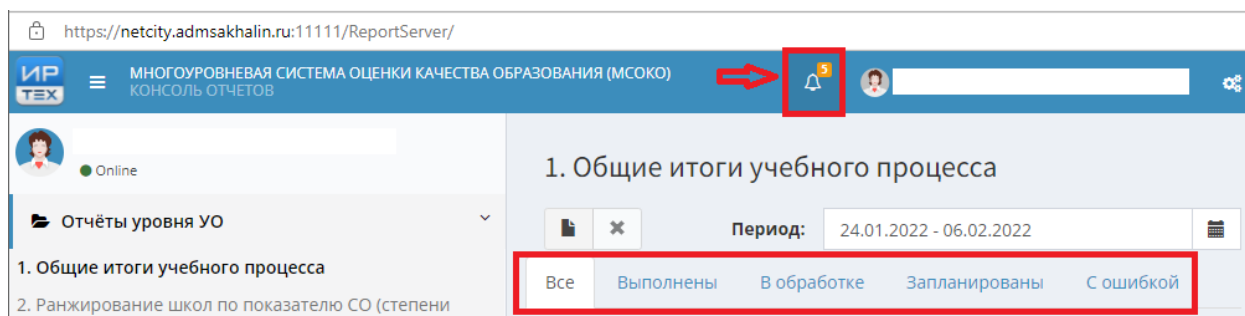 https://netcity.admsakhalin.ru:11111/ReportServer/
ИР
ТЕХ
МНОГОУРОВНЕВАЯ СИСТЕМА ОЦЕНКИ КАЧЕСТВА ОБРАЗОВАНИЯ (МСОКО)
КОНСОЛЬ ОТЧЕТОВ
5
Online
Отчёты уровня УО
1. Общие итоги учебного процесса
2. Ранжирование школ по показателю СО (степени
1. Общие итоги учебного процесса
Период: 24.01.2022 - 06.02.2022
Все Выполнены В обработке Запланированы С ошибкой